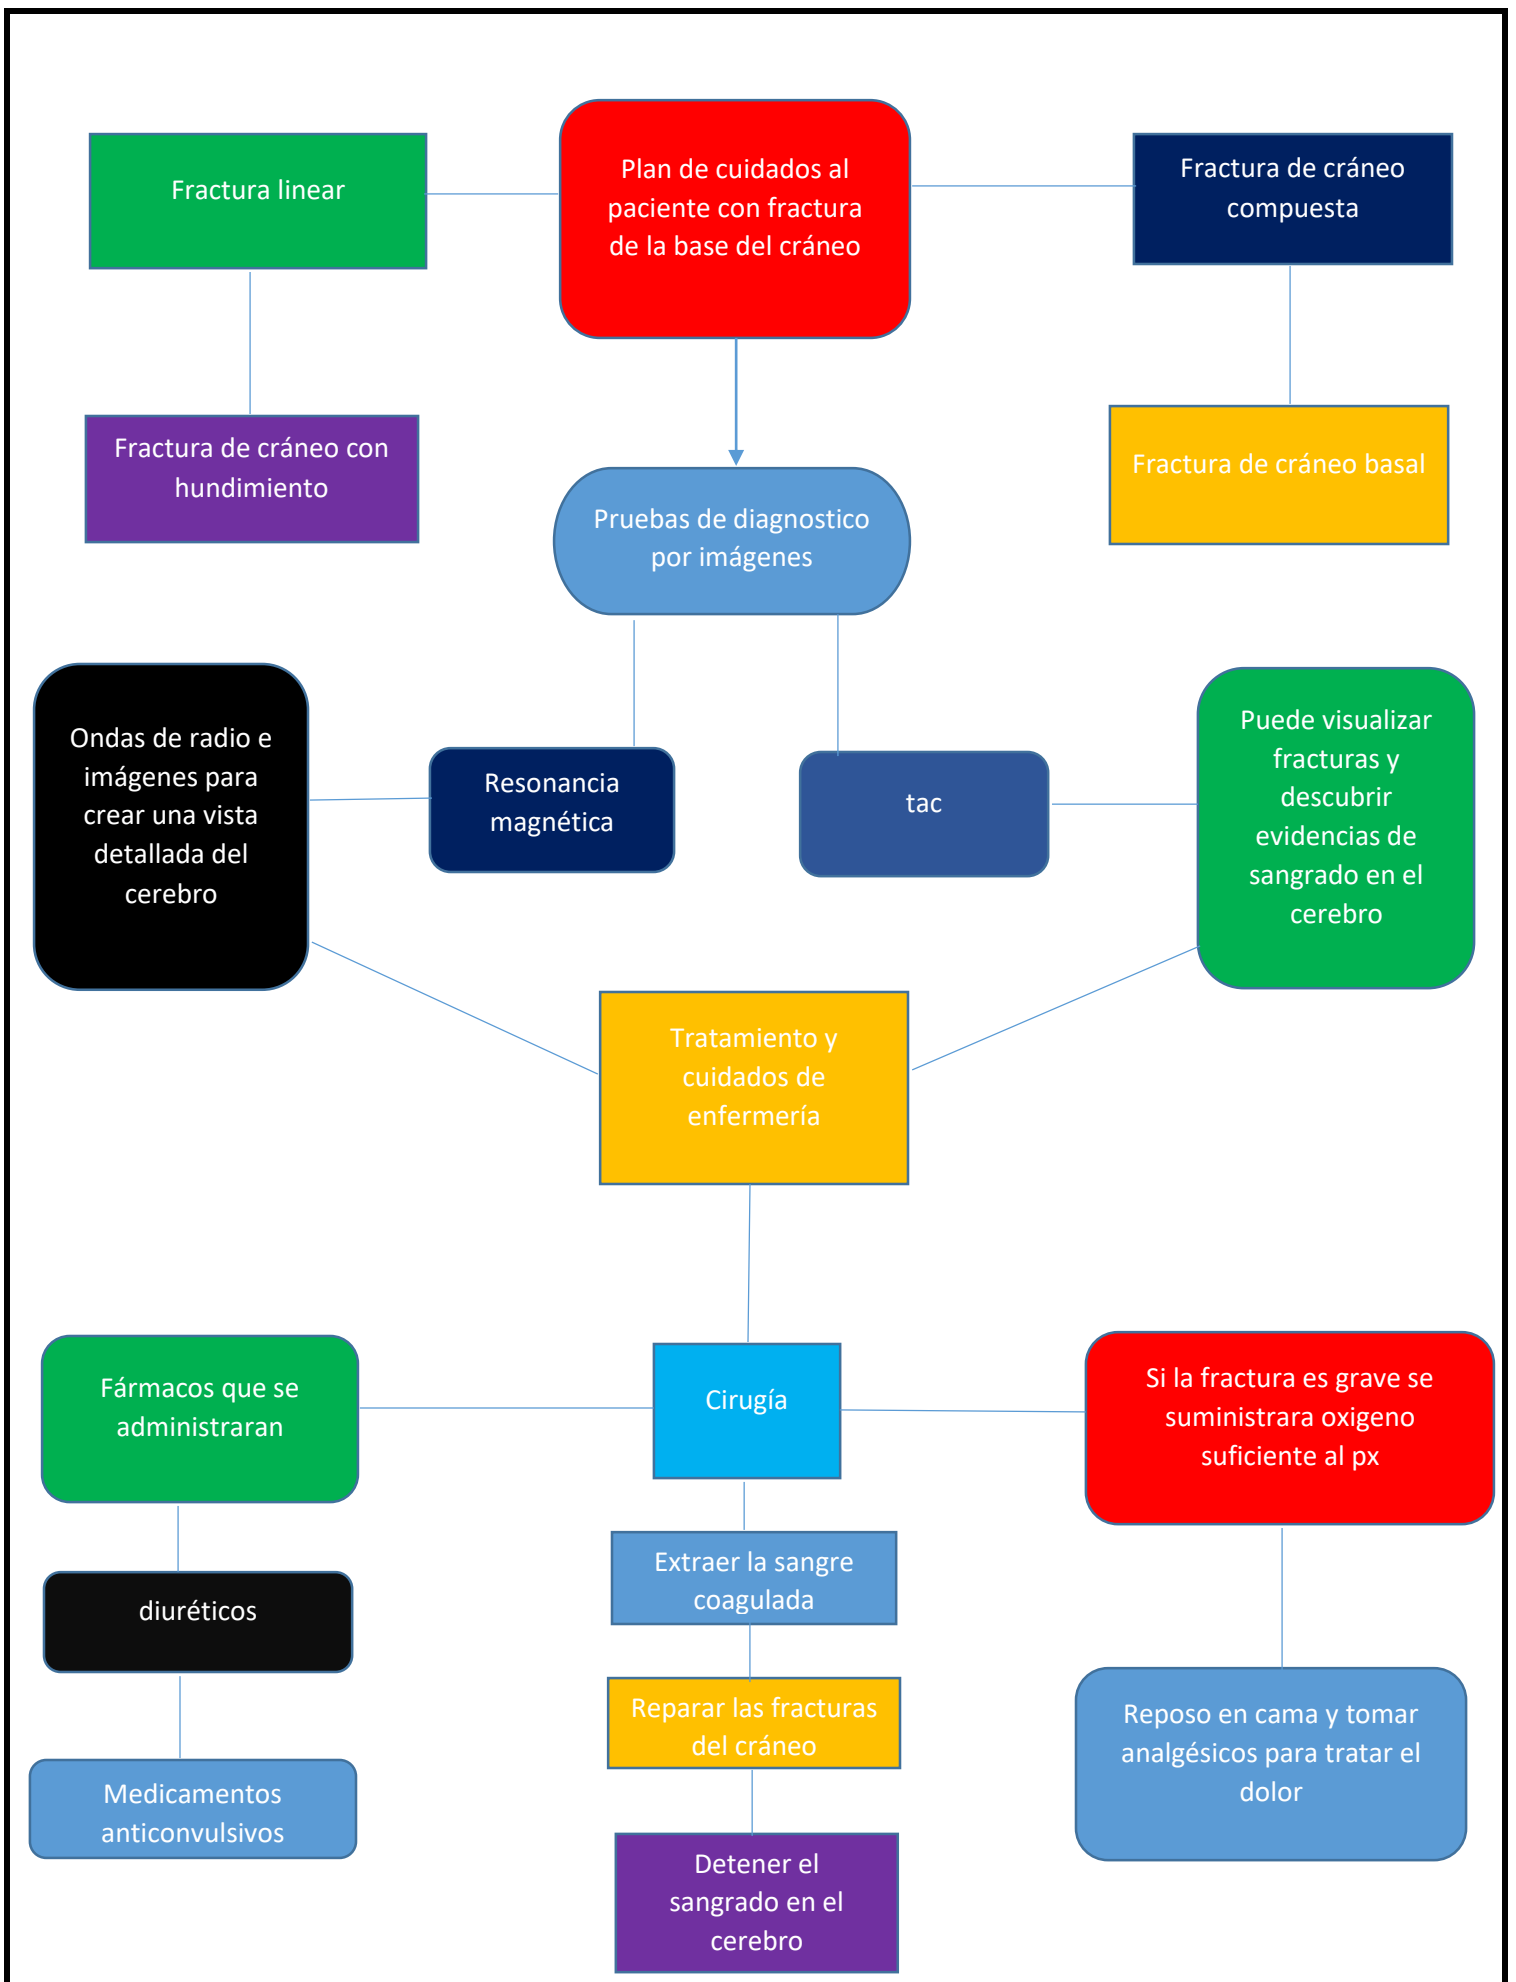 Fractura linear
Plan de cuidados al
paciente con fractura
de la base del cráneo
Fractura de cráneo
compuesta
Fractura de cráneo con
hundimiento
Fractura de cráneo basal
Pruebas de diagnostico
por imágenes
Ondas de radio e
imágenes para
crear una vista
detallada del
cerebro
Resonancia
magnética
tac
Puede visualizar
fracturas y
descubrir
evidencias de
sangrado en el
cerebro
Tratamiento y
cuidados de
enfermería
Fármacos que se
administraran
Cirugía
Si la fractura es grave se
suministrara oxigeno
suficiente al px
diuréticos
Extraer la sangre
coagulada
Medicamentos
anticonvulsivos
Reparar las fracturas
del cráneo
Reposo en cama y tomar
analgésicos para tratar el
dolor
Detener el
sangrado en el
cerebro